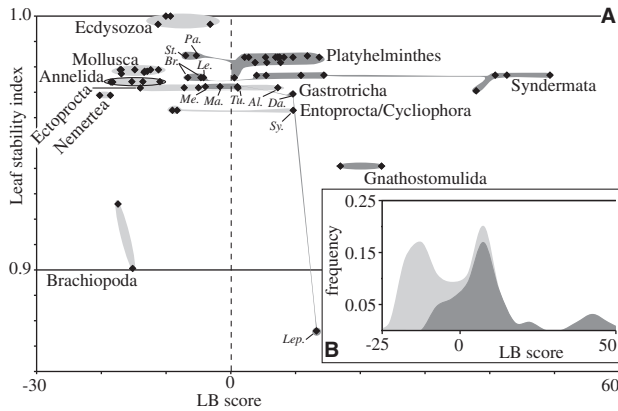 1.0
A
Ecdysozoa
Pa.
St.
Platyhelminthes
Mollusca
Br.
Le.
Annelida
Syndermata
Gastrotricha
Ectoprocta
Me.
Ma.
Tu.
Al.
Da.
Entoprocta/Cycliophora
Nemertea
Sy.
Leaf stability index
Gnathostomulida
0.9
Brachiopoda
Lep.
-30
0
60
LB score
0.25
0.15
0.05
frequency
B
-25
0
50
LB score